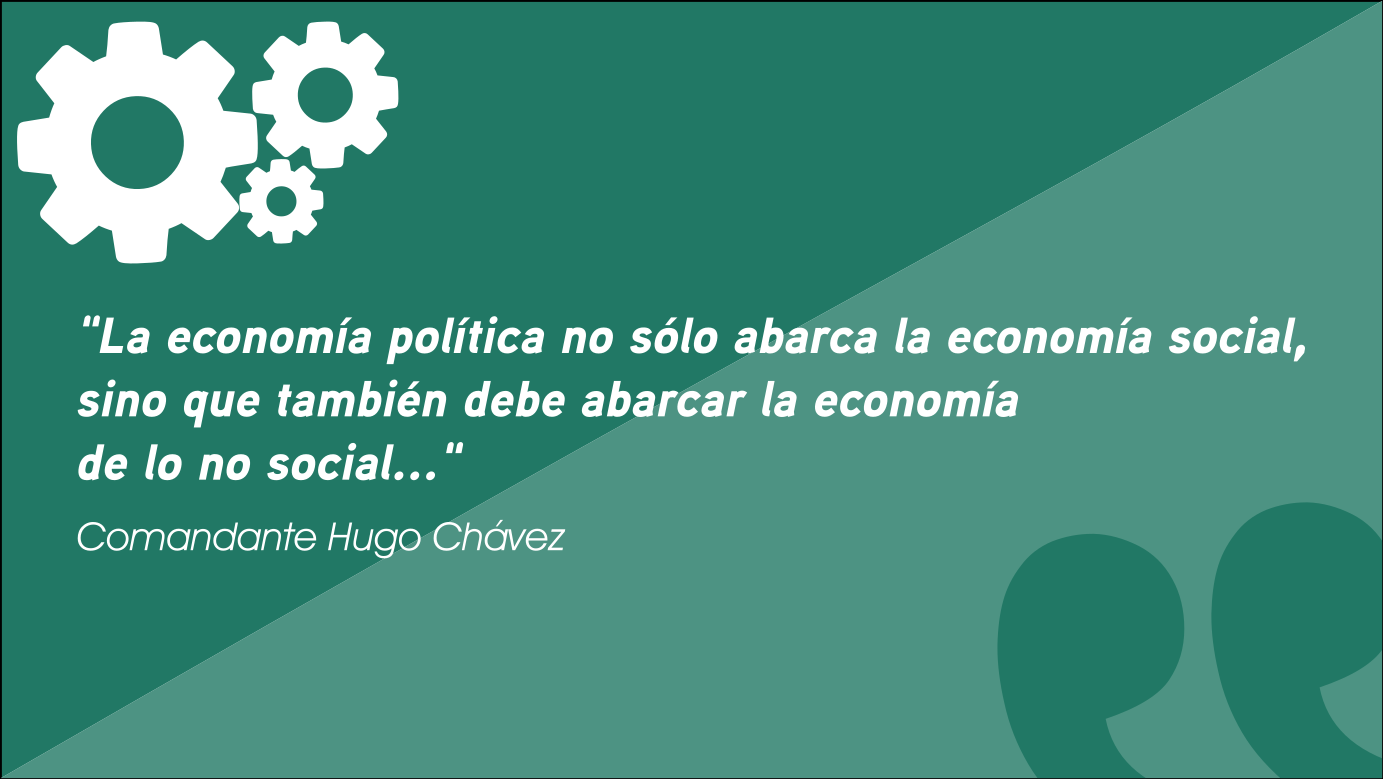 "La economía política no sólo abarca la economía social,
sino que también debe abarcar la economía
de lo no social..."
Comandante Hugo Chávez